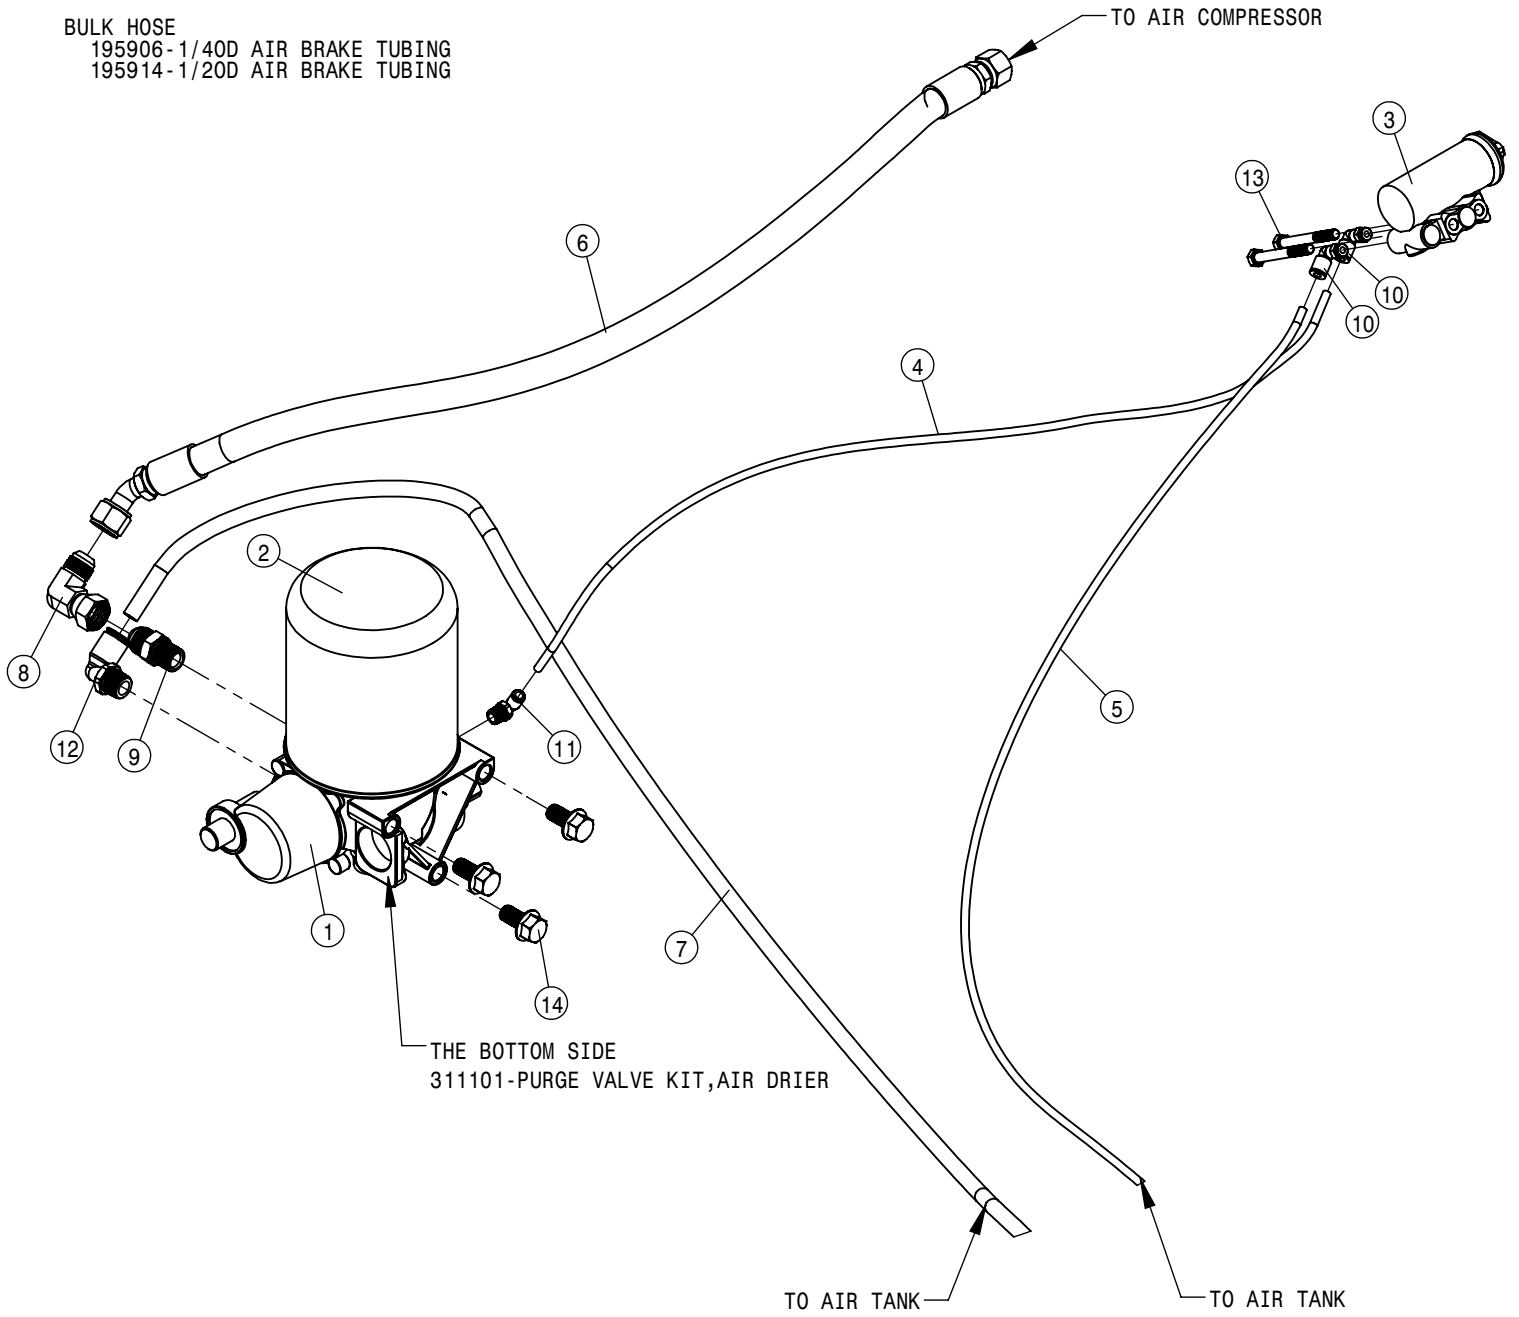 BULK HOSE
195906-1/4OD AIR BRAKE TUBING
195914-1/2OD AIR BRAKE TUBING
TO AIR COMPRESSOR
3
13
6
10
10
4
2
8
5
12
9
11
1
7
14
THE BOTTOM SIDE
311101-PURGE VALVE KIT,AIR DRIER
TO AIR TANK
TO AIR TANK